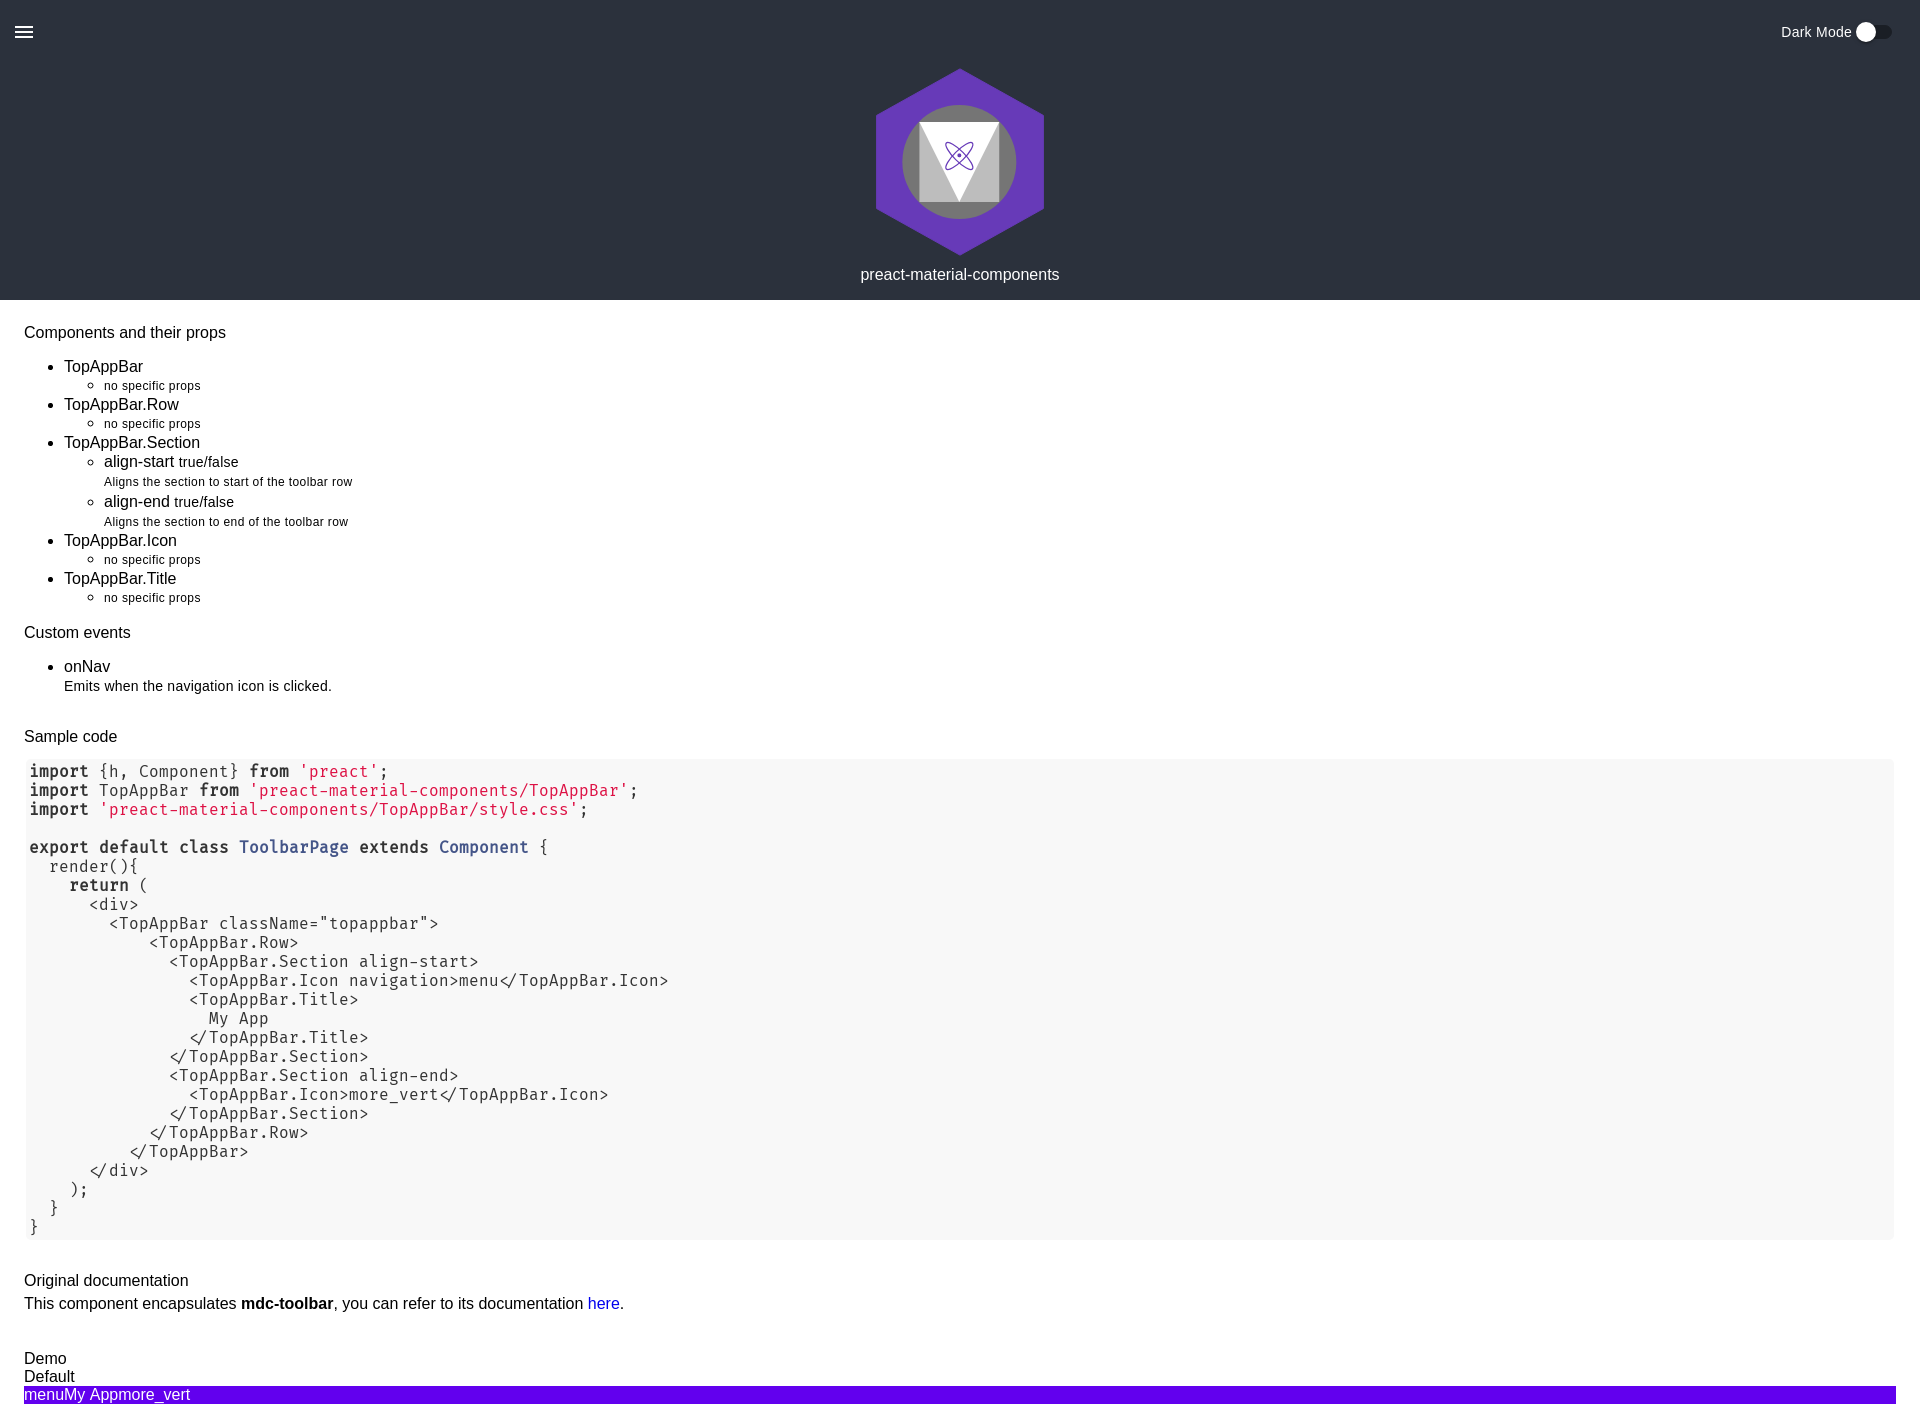 Dark Mode
preact-material-components
Components and their props
TopAppBar
no specific props
TopAppBar.Row
no specific props
TopAppBar.Section
align-start true/false
Aligns the section to start of the toolbar row
align-end true/false
Aligns the section to end of the toolbar row
TopAppBar.Icon
no specific props
TopAppBar.Title
no specific props
Custom events
onNav
Emits when the navigation icon is clicked.
Sample code
import {h, Component} from 'preact';
import TopAppBar from 'preact-material-components/TopAppBar';
import 'preact-material-components/TopAppBar/style.css';
export default class ToolbarPage extends Component {
  render(){
    return (
      <div>
        <TopAppBar className="topappbar">
            <TopAppBar.Row>
              <TopAppBar.Section align-start>
                <TopAppBar.Icon navigation>menu</TopAppBar.Icon>
                <TopAppBar.Title>
                  My App
                </TopAppBar.Title>
              </TopAppBar.Section>
              <TopAppBar.Section align-end>
                <TopAppBar.Icon>more_vert</TopAppBar.Icon>
              </TopAppBar.Section>
            </TopAppBar.Row>
          </TopAppBar>
      </div>
    );
  }
}
Original documentation
This component encapsulates mdc-toolbar, you can refer to its documentation here.
Demo
Default
menuMy Appmore_vert